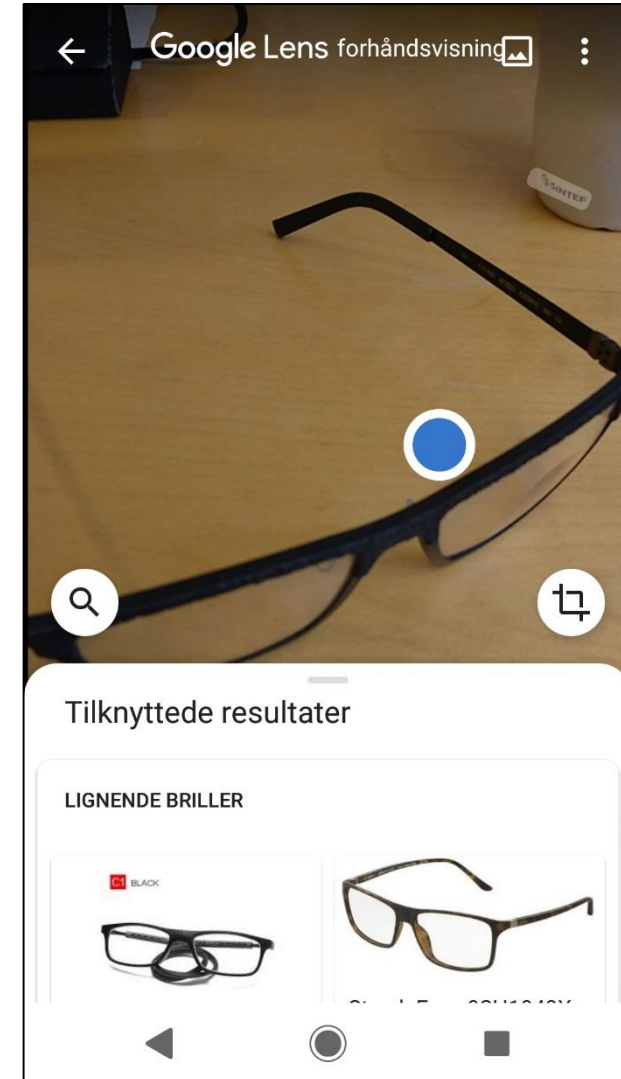 Google Lens forhåndsvisning
SINTEF
Tilknyttede resultater
LIGNENDE BRILLER
C1 BLACK